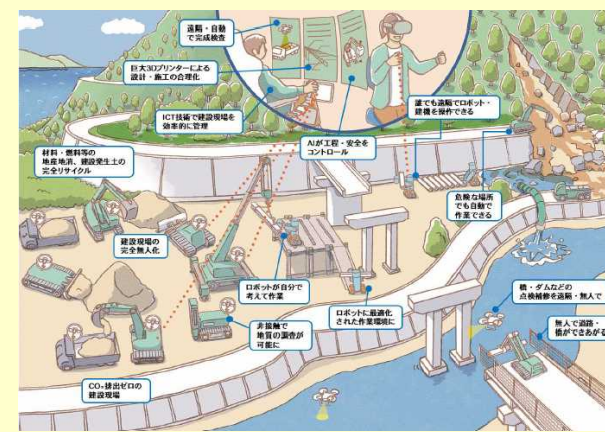 遠隔・自動
で完成検査
巨大3Dプリンターによる
設計・施工の合理化
ICT技術で建設現場を
効率的に管理
AIが工程・安全を
コントロール
誰でも遠隔でロボット・
建機を操作できる
材料・燃料等の
地産地消、建設発生土の
完全リサイクル
危険な場所
でも自動で
作業できる
建設現場の
完全無人化
ロボットが自分で
考えて作業
ロボットに最適化
された作業環境に
橋・ダムなどの
点検補修を遠隔・無人で
非接触で
地質の調査が
可能に
無人で道路・
橋ができあがる
CO₂排出ゼロの
建設現場